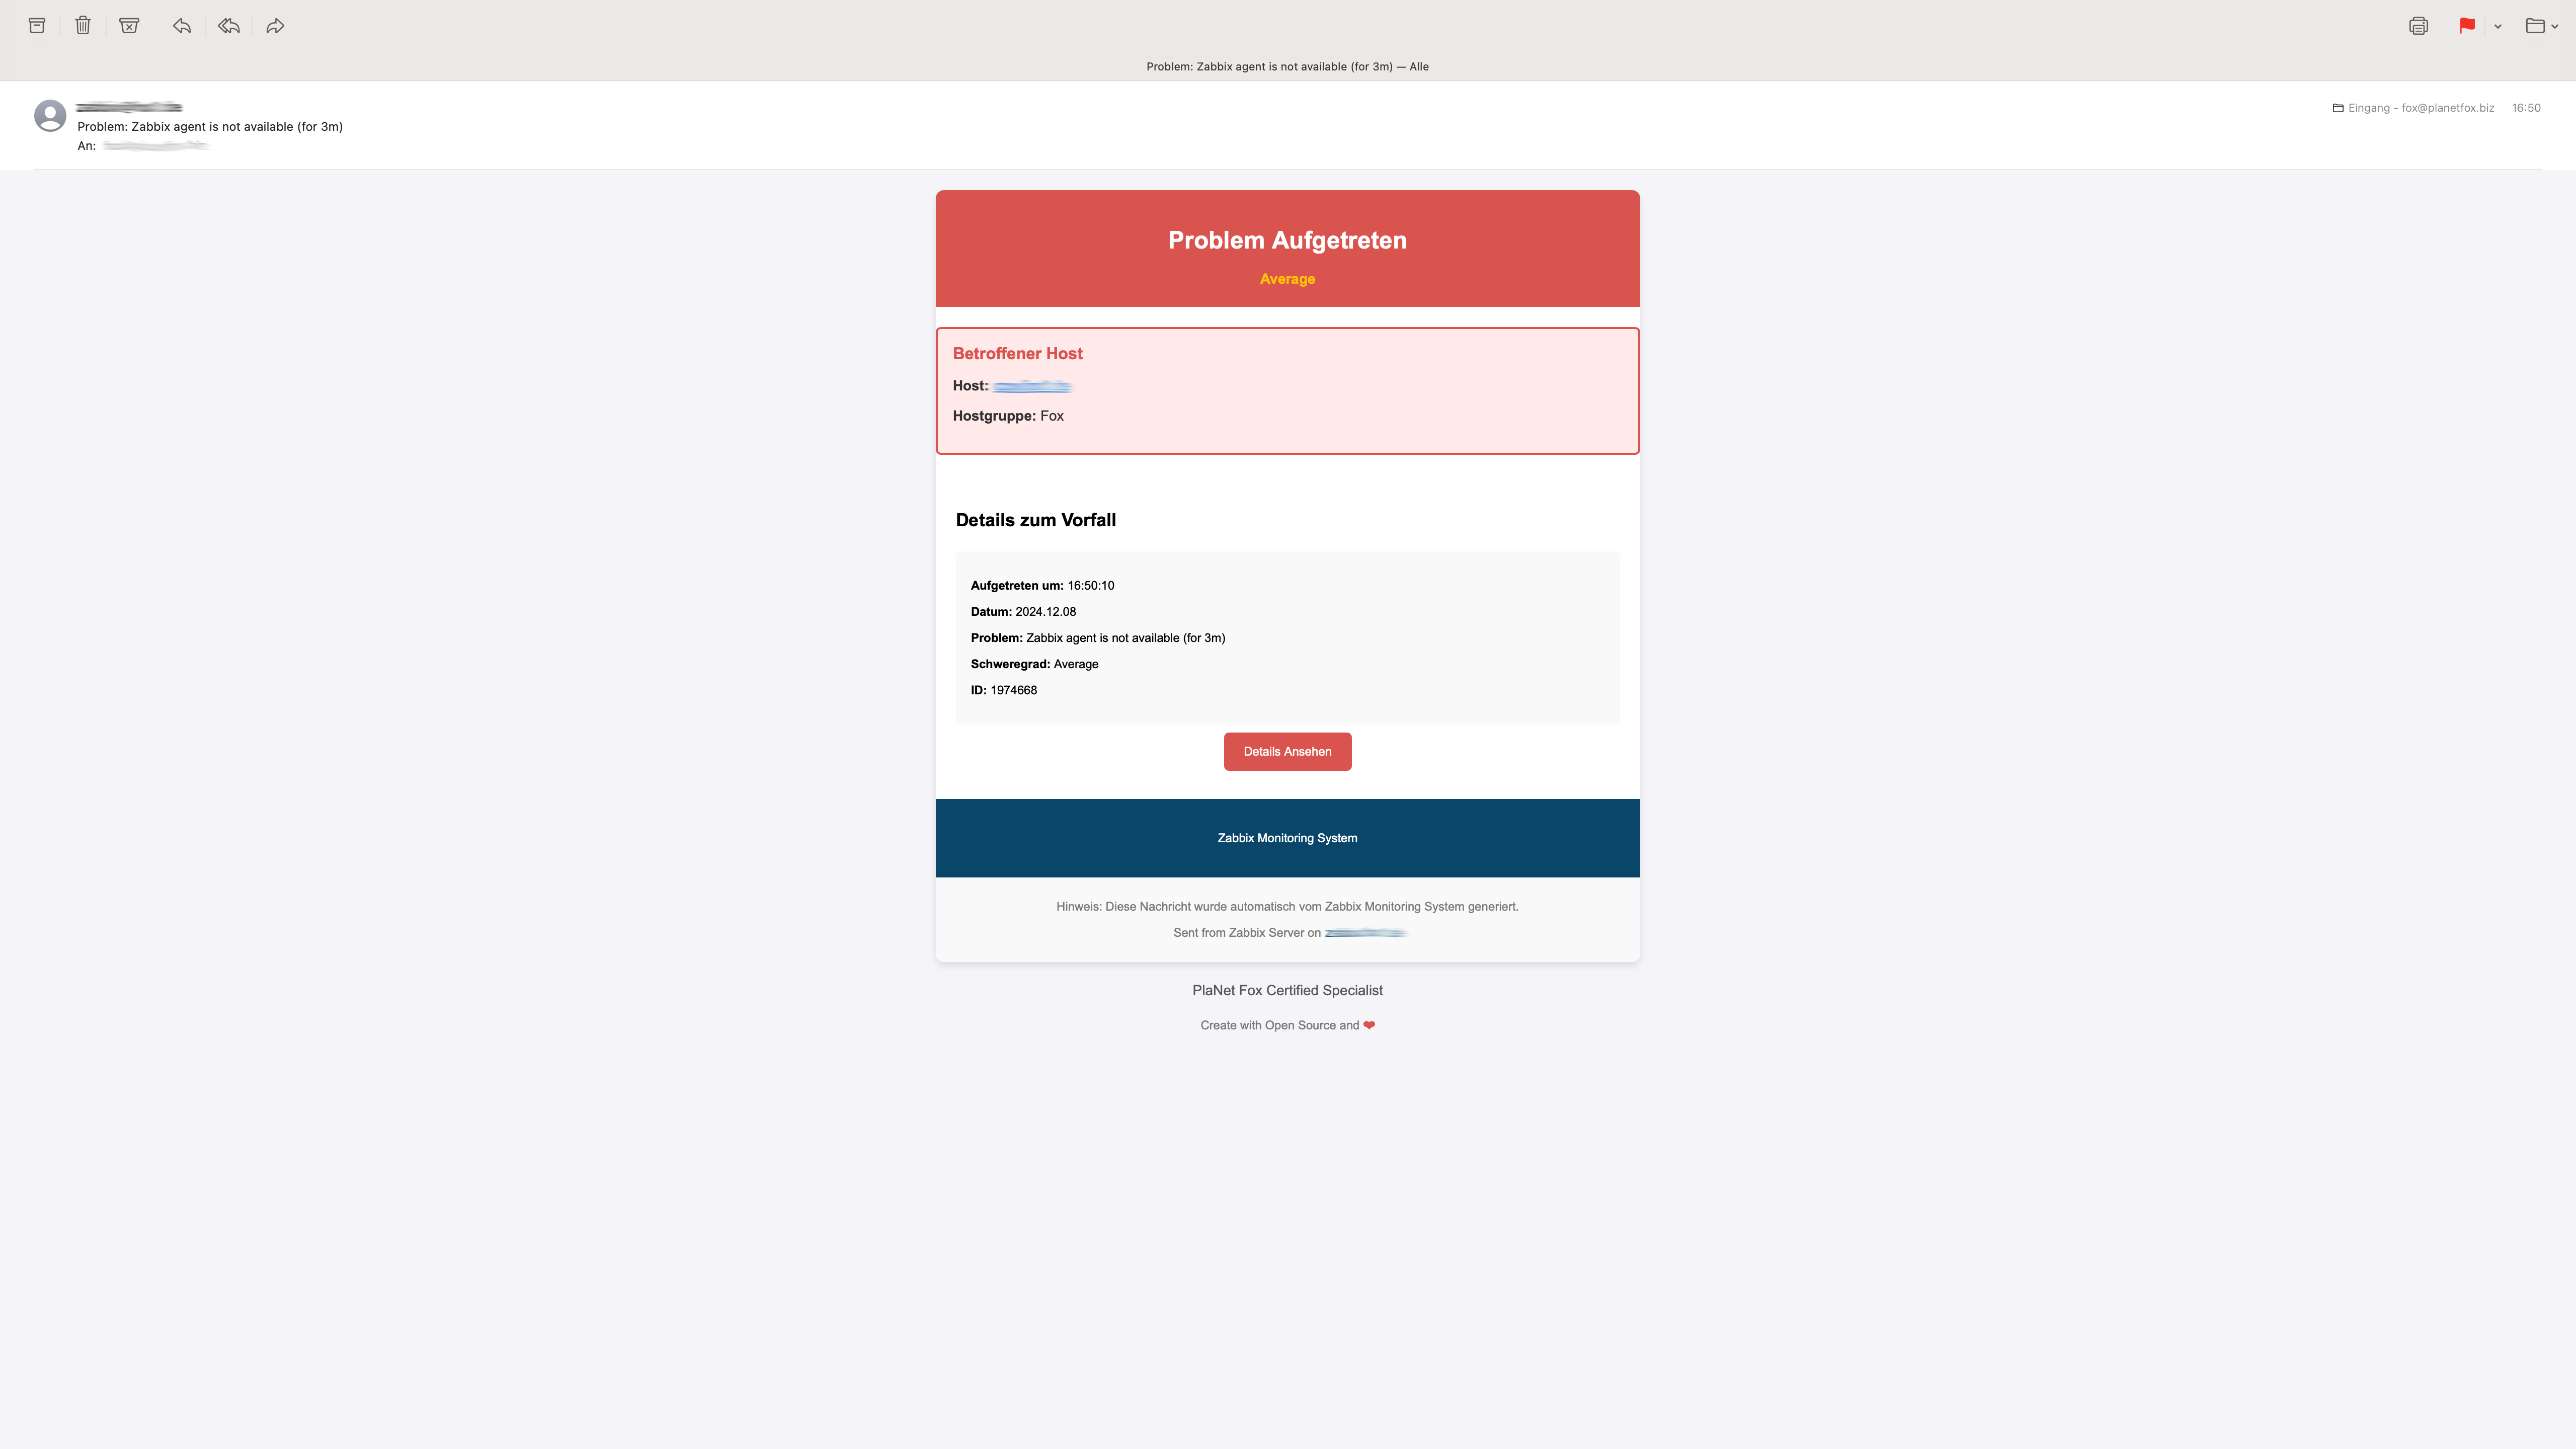 Problem: Zabbix agent is not available (for 3m) — Alle
Problem: Zabbix agent is not available (for 3m)
An:
Eingang - fox@planetfox.biz 16:50
Problem Aufgetreten
Average
Betroffener Host
Host:
Hostgruppe: Fox
Details zum Vorfall
Aufgetreten um: 16:50:10
Datum: 2024.12.08
Problem: Zabbix agent is not available (for 3m)
Schweregrad: Average
ID: 1974668
Details Ansehen
Zabbix Monitoring System
Hinweis: Diese Nachricht wurde automatisch vom Zabbix Monitoring System generiert.
Sent from Zabbix Server on
PlaNet Fox Certified Specialist
Create with Open Source and ❤